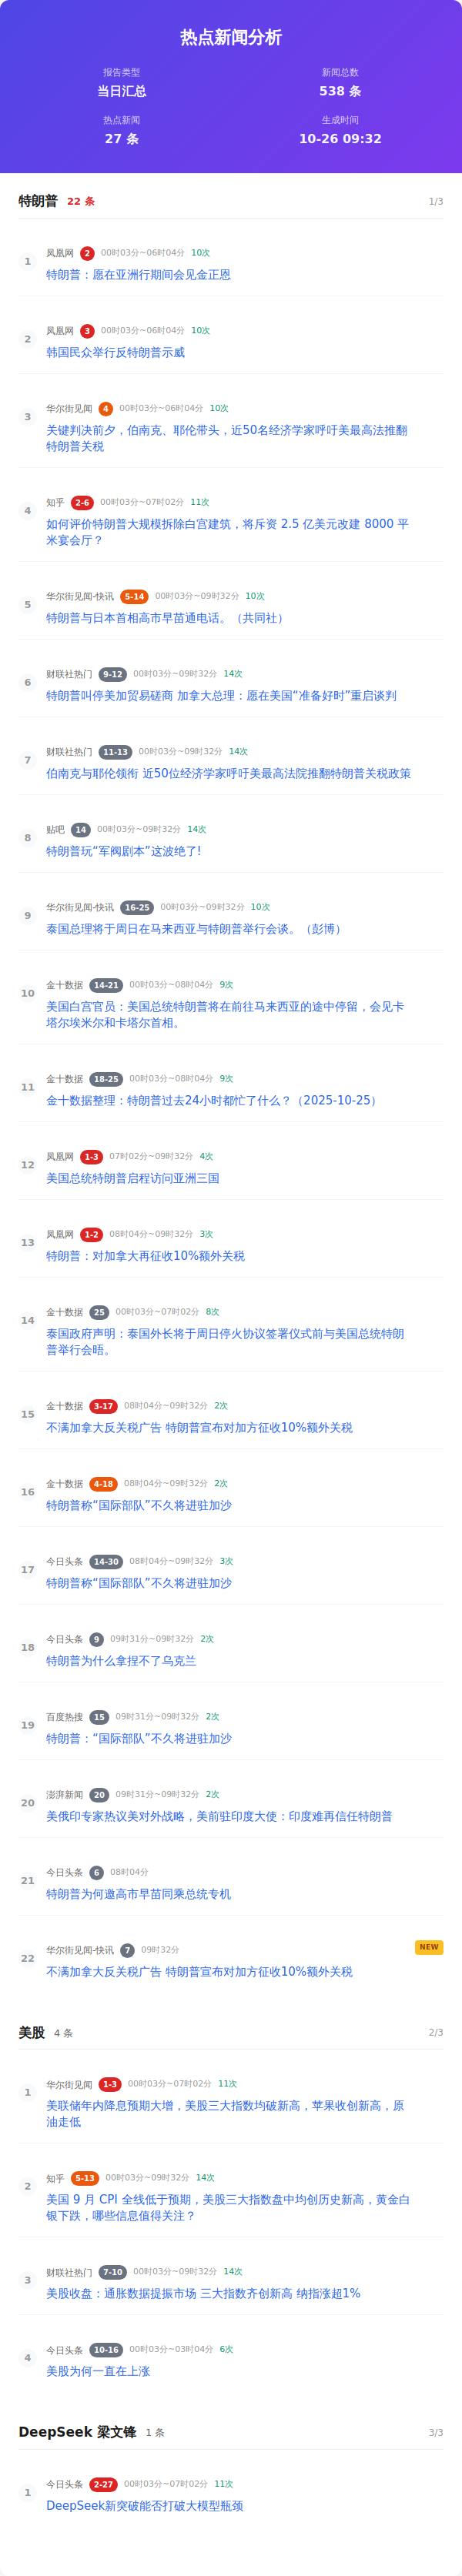 热点新闻分析
报告类型
当日汇总
新闻总数
538 条
热点新闻
27 条
生成时间
10-26 09:32
特朗普 22 条 1/3
1 凤凰网 2 00时03分~06时04分 10次
特朗普：愿在亚洲行期间会见金正恩
2 凤凰网 3 00时03分~06时04分 10次
韩国民众举行反特朗普示威
3 华尔街见闻 4 00时03分~06时04分 10次
关键判决前夕，伯南克、耶伦带头，近50名经济学家呼吁美最高法推翻
特朗普关税
4 知乎 2-6 00时03分~07时02分 11次
如何评价特朗普大规模拆除白宫建筑，将斥资 2.5 亿美元改建 8000 平
米宴会厅？
5 华尔街见闻-快讯 5-14 00时03分~09时32分 10次
特朗普与日本首相高市早苗通电话。（共同社）
6 财联社热门 9-12 00时03分~09时32分 14次
特朗普叫停美加贸易磋商 加拿大总理：愿在美国“准备好时”重启谈判
7 财联社热门 11-13 00时03分~09时32分 14次
伯南克与耶伦领衔 近50位经济学家呼吁美最高法院推翻特朗普关税政策
8 贴吧 14 00时03分~09时32分 14次
特朗普玩“军阀剧本”这波绝了!
9 华尔街见闻-快讯 16-25 00时03分~09时32分 10次
泰国总理将于周日在马来西亚与特朗普举行会谈。（彭博）
10 金十数据 14-21 00时03分~08时04分 9次
美国白宫官员：美国总统特朗普将在前往马来西亚的途中停留，会见卡
塔尔埃米尔和卡塔尔首相。
11 金十数据 18-25 00时03分~08时04分 9次
金十数据整理：特朗普过去24小时都忙了什么？（2025-10-25）
12 凤凰网 1-3 07时02分~09时32分 4次
美国总统特朗普启程访问亚洲三国
13 凤凰网 1-2 08时04分~09时32分 3次
特朗普：对加拿大再征收10%额外关税
14 金十数据 25 00时03分~07时02分 8次
泰国政府声明：泰国外长将于周日停火协议签署仪式前与美国总统特朗
普举行会晤。
15 金十数据 3-17 08时04分~09时32分 2次
不满加拿大反关税广告 特朗普宣布对加方征收10%额外关税
16 金十数据 4-18 08时04分~09时32分 2次
特朗普称“国际部队”不久将进驻加沙
17 今日头条 14-30 08时04分~09时32分 3次
特朗普称“国际部队”不久将进驻加沙
18 今日头条 9 09时31分~09时32分 2次
特朗普为什么拿捏不了乌克兰
19 百度热搜 15 09时31分~09时32分 2次
特朗普：“国际部队”不久将进驻加沙
20 澎湃新闻 20 09时31分~09时32分 2次
美俄印专家热议美对外战略，美前驻印度大使：印度难再信任特朗普
21 今日头条 6 08时04分
特朗普为何邀高市早苗同乘总统专机
22 华尔街见闻-快讯 7 09时32分 NEW
不满加拿大反关税广告 特朗普宣布对加方征收10%额外关税
美股 4 条 2/3
1 华尔街见闻 1-3 00时03分~07时02分 11次
美联储年内降息预期大增，美股三大指数均破新高，苹果收创新高，原
油走低
2 知乎 5-13 00时03分~09时32分 14次
美国 9 月 CPI 全线低于预期，美股三大指数盘中均创历史新高，黄金白
银下跌，哪些信息值得关注？
3 财联社热门 7-10 00时03分~09时32分 14次
美股收盘：通胀数据提振市场 三大指数齐创新高 纳指涨超1%
4 今日头条 10-16 00时03分~03时04分 6次
美股为何一直在上涨
DeepSeek 梁文锋 1 条 3/3
1 今日头条 2-27 00时03分~07时02分 11次
DeepSeek新突破能否打破大模型瓶颈